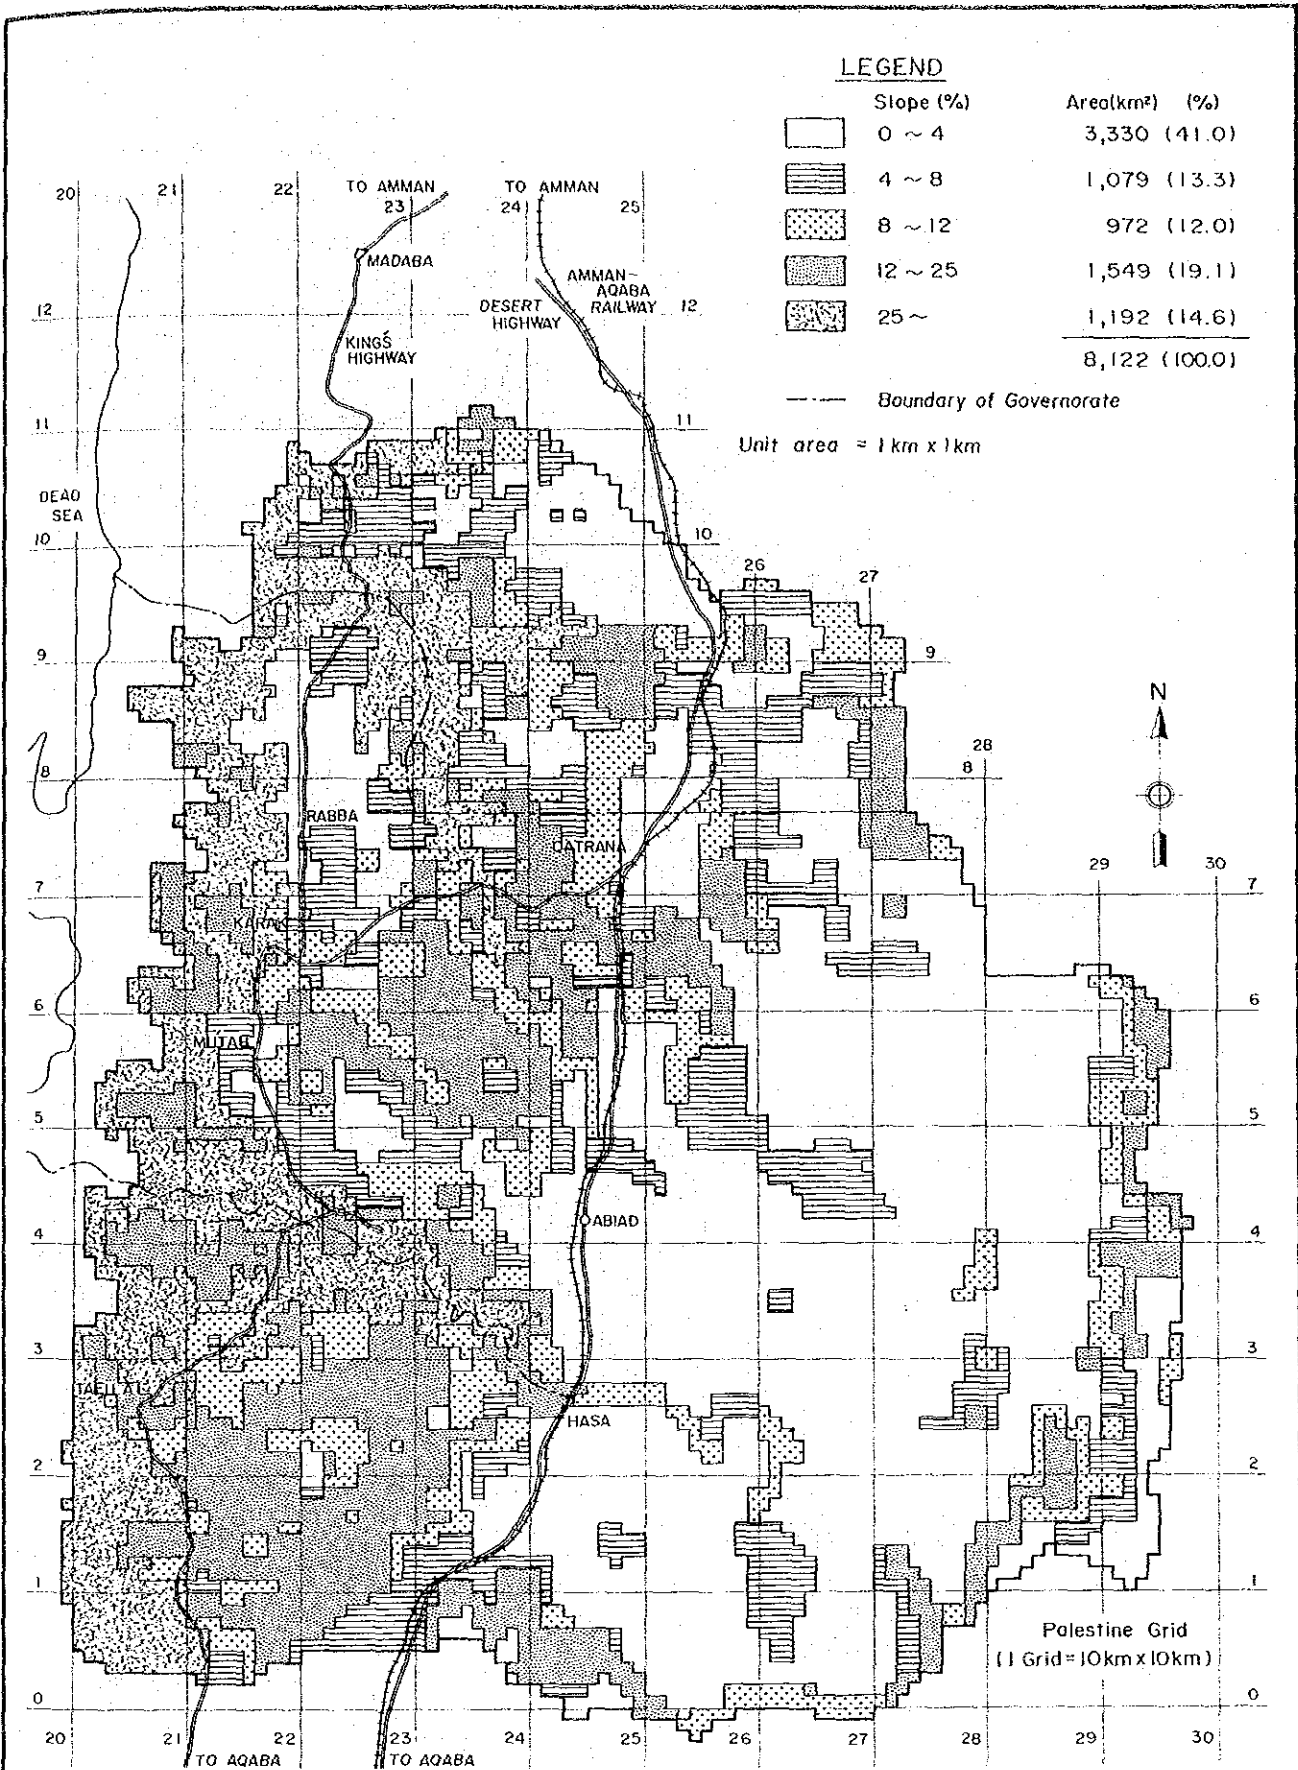 LEGEND
Slope (%) Area(km²) (%)
0 ~ 4 3,330 (41.0)
4 ~ 8 1,079 (13.3)
8 ~ 12 972 (12.0)
12 ~ 25 1,549 (19.1)
25 ~ 1,192 (14.6)
8,122 (100.0)
Boundary of Governorate
Unit area = 1 km x 1 km
20 21 22 TO AMMAN TO AMMAN
23 24 25
MADABA
AMMAN-
AQABA
RAILWAY
DESERT
HIGHWAY
12 12
KING'S
HIGHWAY
11 11
DEAD
SEA
10 10
26 27
9 9
N
28
8 8
RABBA
QATRANA
29 30
7 7
KARAK
6 6
MUTAH
5 5
ABIAD
4 4
3 3
TAFILA
HASA
2 2
1 1
Palestine Grid
(1 Grid = 10km x 10km)
0 0
20 21 22 23 24 25 26 27 28 29 30
TO AQABA TO AQABA